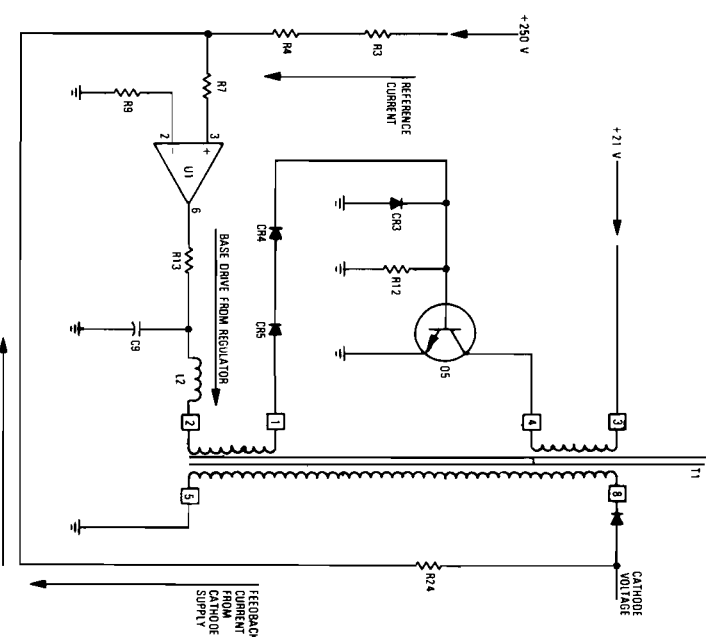 T1
CATHODE
VOLTAGE
+21 V
3
8
4
+250 V
Q5
R24
REFERENCE
CURRENT
CR3
R12
R3
R4
CR4
CR5
1
FEEDBACK
CURRENT
FROM
CATHODE
SUPPLY
BASE DRIVE FROM REGULATOR
R7
3
+
U1
6
2
5
L2
R13
2
−
C9
R9